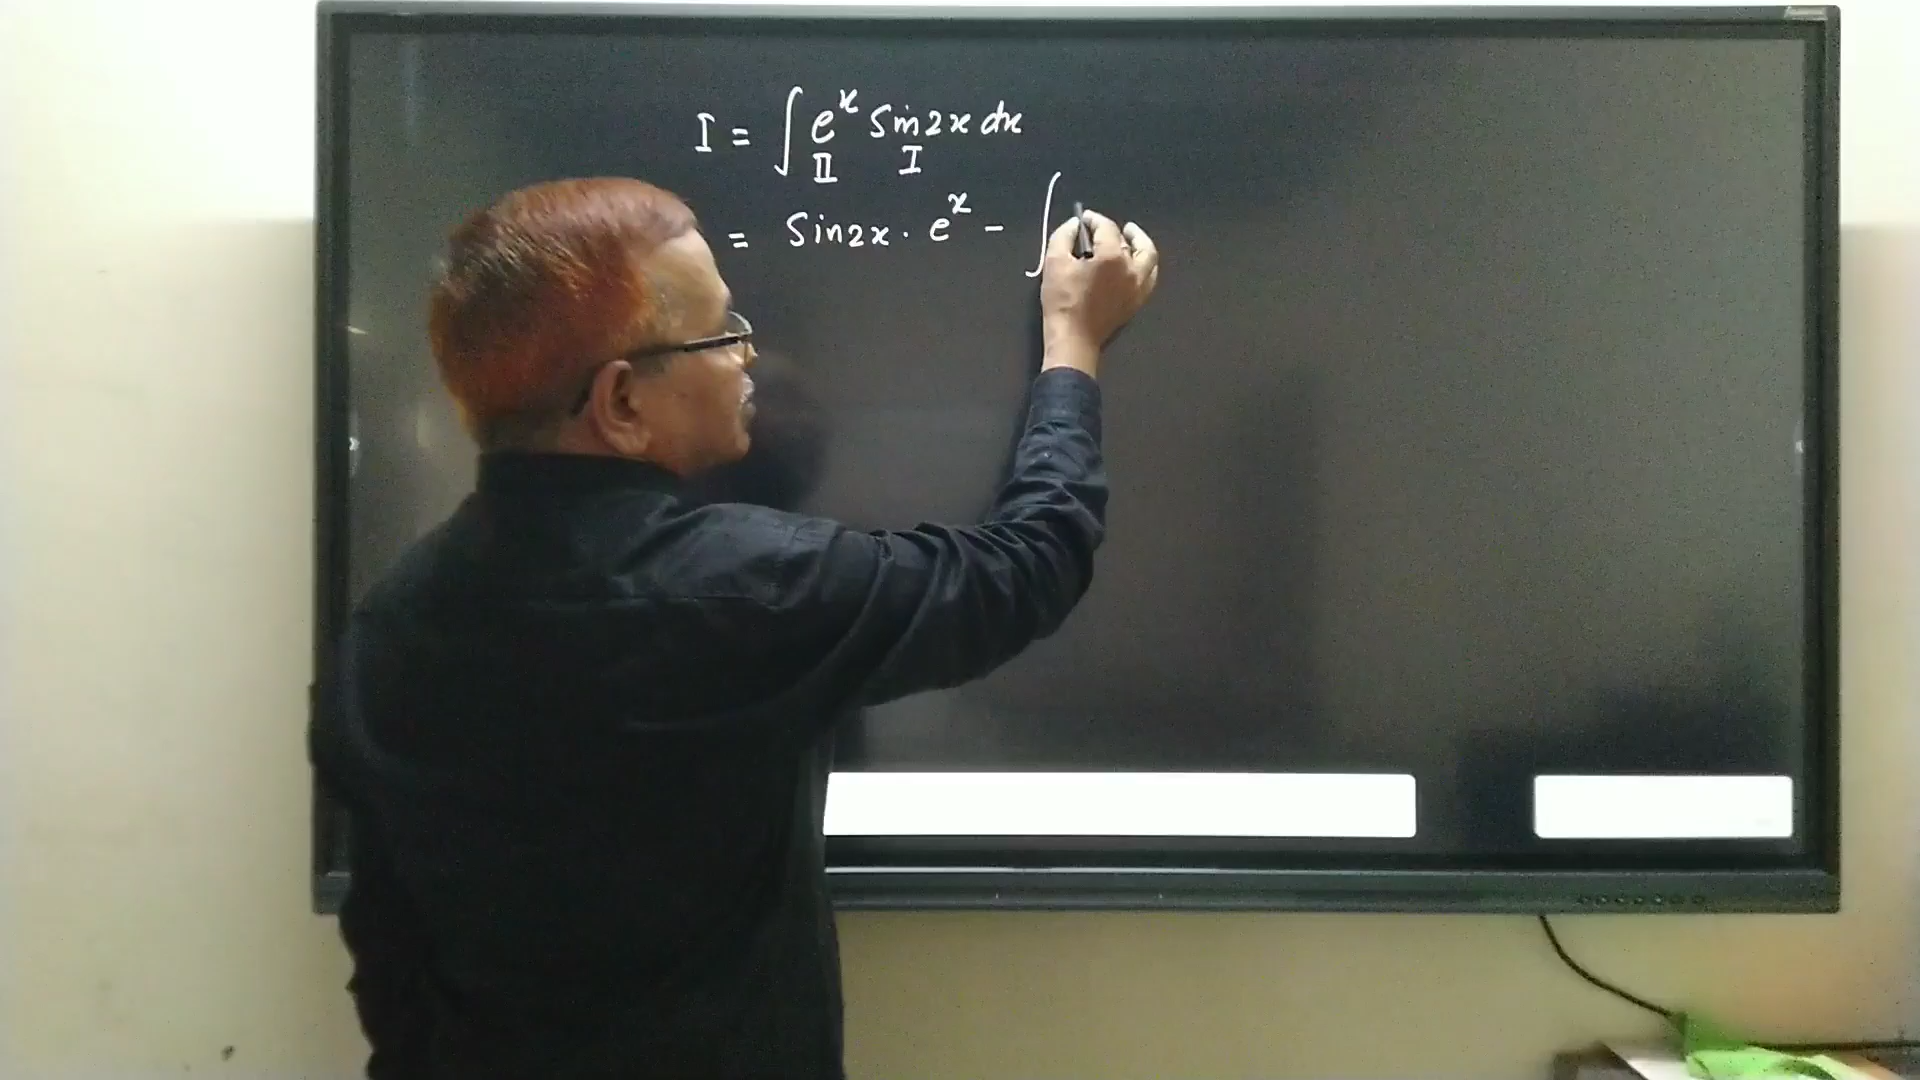 I = ∫ e^x Sin2x dx
II I
= Sin2x · e^x - ∫